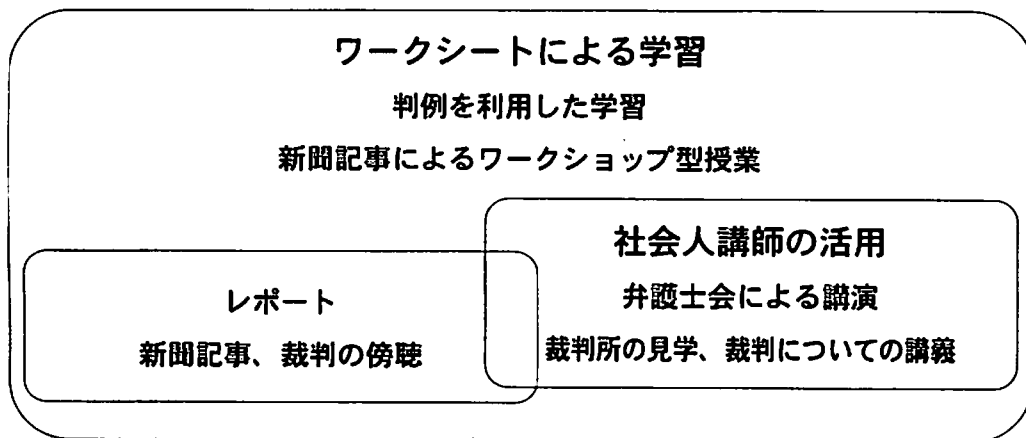 ワークシートによる学習
判例を利用した学習
新聞記事によるワークショップ型授業
社会人講師の活用
弁護士会による講演
裁判所の見学、裁判についての講義
レポート
新聞記事、裁判の傍聴